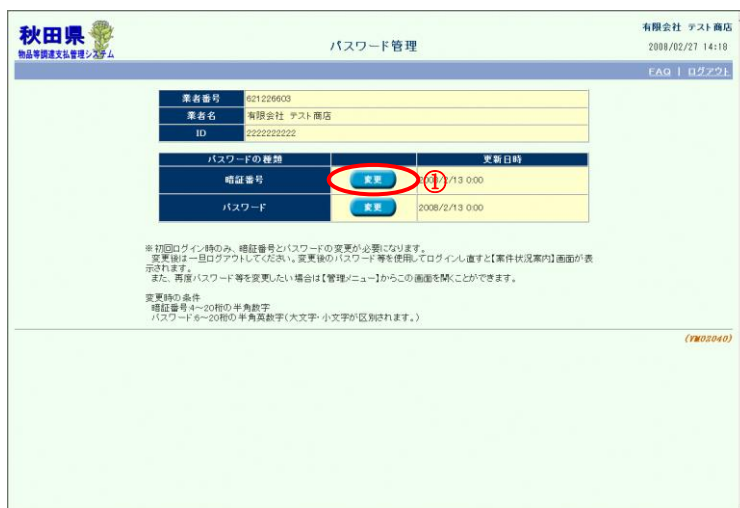 秋田県
物品等調達支払管理システム
パスワード管理
有限会社 テスト商店
2008/02/27 14:18
FAQ | ログアウト
業者番号 621226603
業者名 有限会社 テスト商店
ID 2222222222
パスワードの種類 更新日時
暗証番号 変更 ① 2008/2/13 0:00
パスワード 変更 2008/2/13 0:00
※初回ログイン時のみ、暗証番号とパスワードの変更が必要になります。
変更後は一旦ログアウトしてください。変更後のパスワード等を使用してログインし直すと【案件状況案内】画面が表
示されます。
また、再度パスワード等を変更したい場合は【管理メニュー】からこの画面を開くことができます。
変更時の条件
暗証番号:4~20桁の半角数字
パスワード:6~20桁の半角英数字(大文字・小文字が区別されます。)
(VM02040)